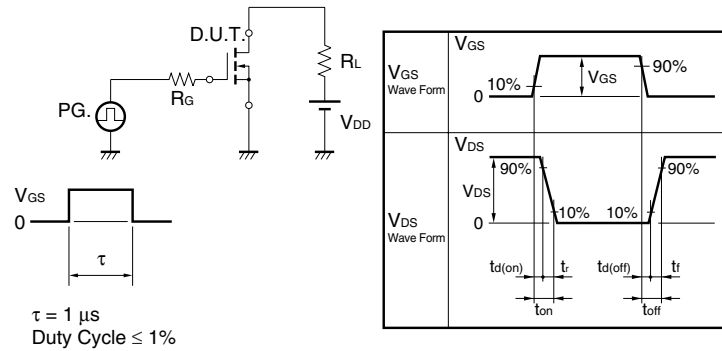 D.U.T.
RL
RG
PG.
VDD
VGS
0
τ
τ = 1 μs
Duty Cycle ≤ 1%
VGS
Wave Form
VGS
10%
VGS
90%
0
VDS
Wave Form
VDS
90%
90%
VDS
10%
10%
0
td(on)
tr
td(off)
tf
ton
toff